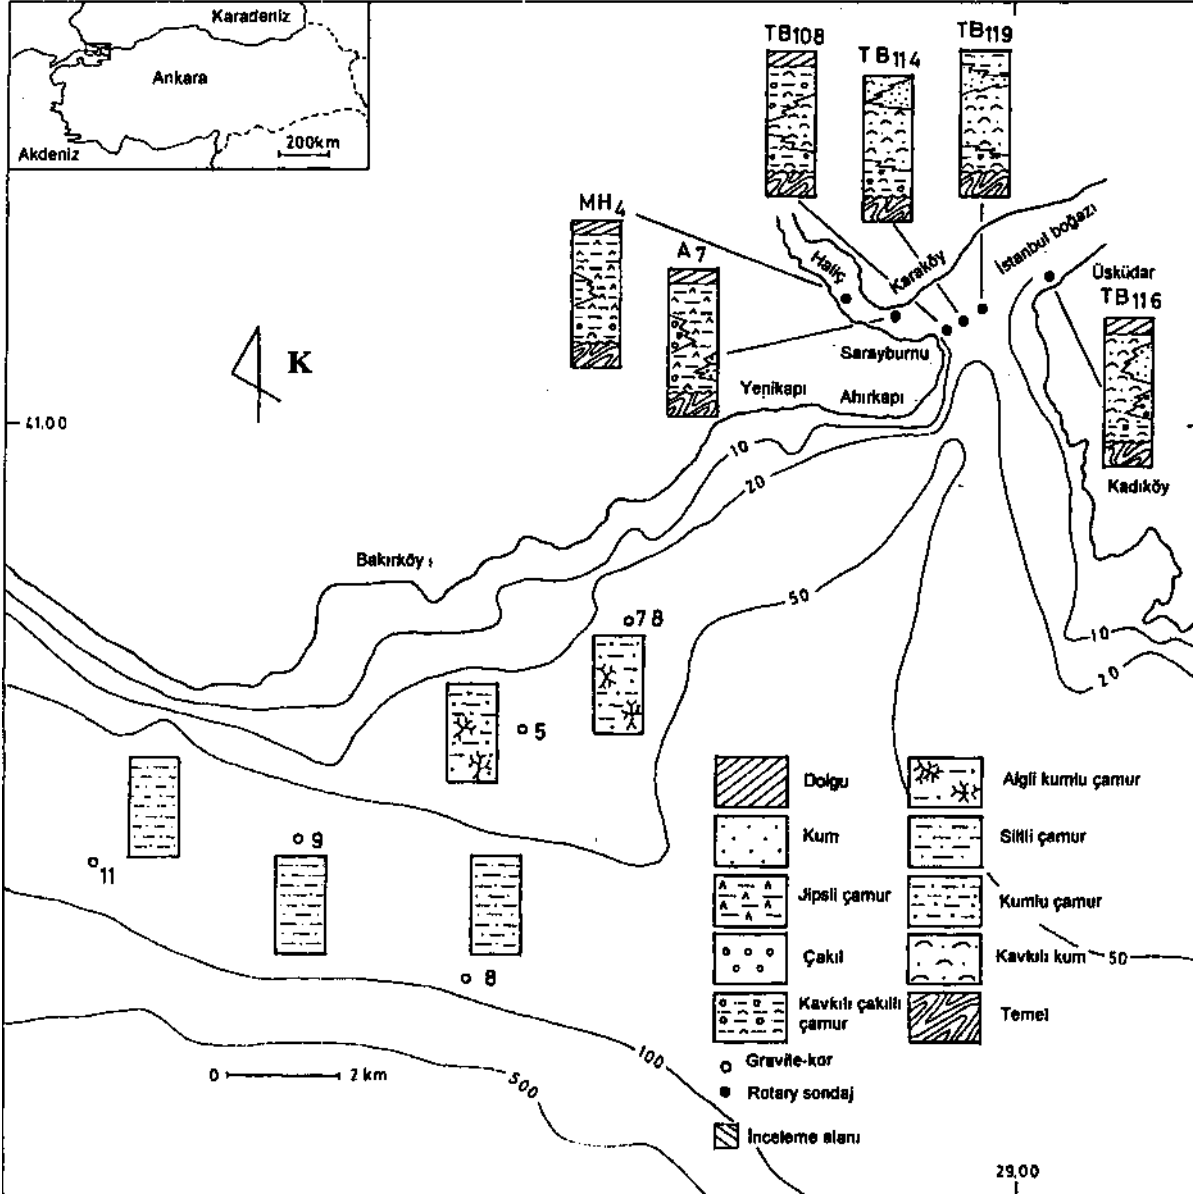 Karadeniz
Ankara
Akdeniz
200km
TB108
TB114
TB119
MH4
A7
Haliç
Karaköy
İstanbul boğazı
Üsküdar
TB116
Sarayburnu
Yenikapı
Ahırkapı
K
41.00
10
20
Kadıköy
Bakırköy
50
78
10
20
5
11
9
8
Dolgu
Kum
Jipsli çamur
Çakıl
Kavkılı çakıllı
çamur
Gravite-kor
Rotary sondaj
İnceleme alanı
Algli kumlu çamur
Siltli çamur
Kumlu çamur
Kavkılı kum
50
Temel
100
500
0 2 km
29.00